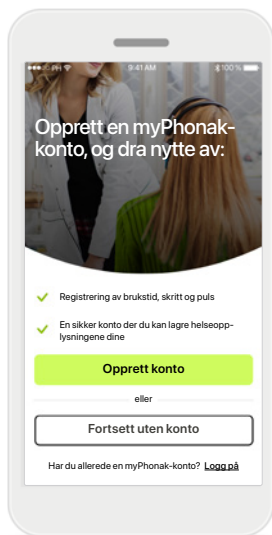 9:41 AM
100%
Opprett en myPhonak-
konto, og dra nytte av:
Registrering av brukstid, skritt og puls
En sikker konto der du kan lagre helseopp-
lysningene dine
Opprett konto
eller
Fortsett uten konto
Har du allerede en myPhonak-konto? Logg på